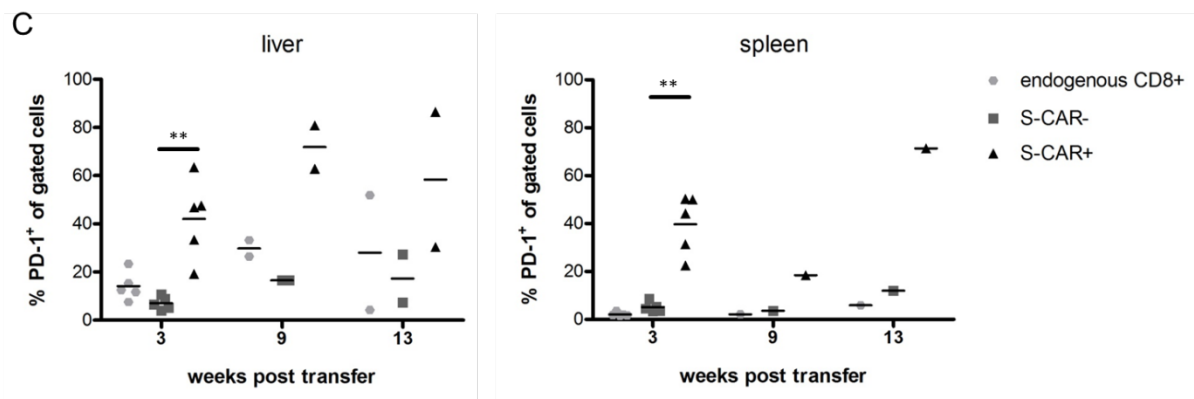 C
liver
% PD-1+ of gated cells
100
80
60
40
20
0
**
3 9 13
weeks post transfer
spleen
% PD-1+ of gated cells
100
80
60
40
20
0
**
3 9 13
weeks post transfer
endogenous CD8+
S-CAR-
S-CAR+